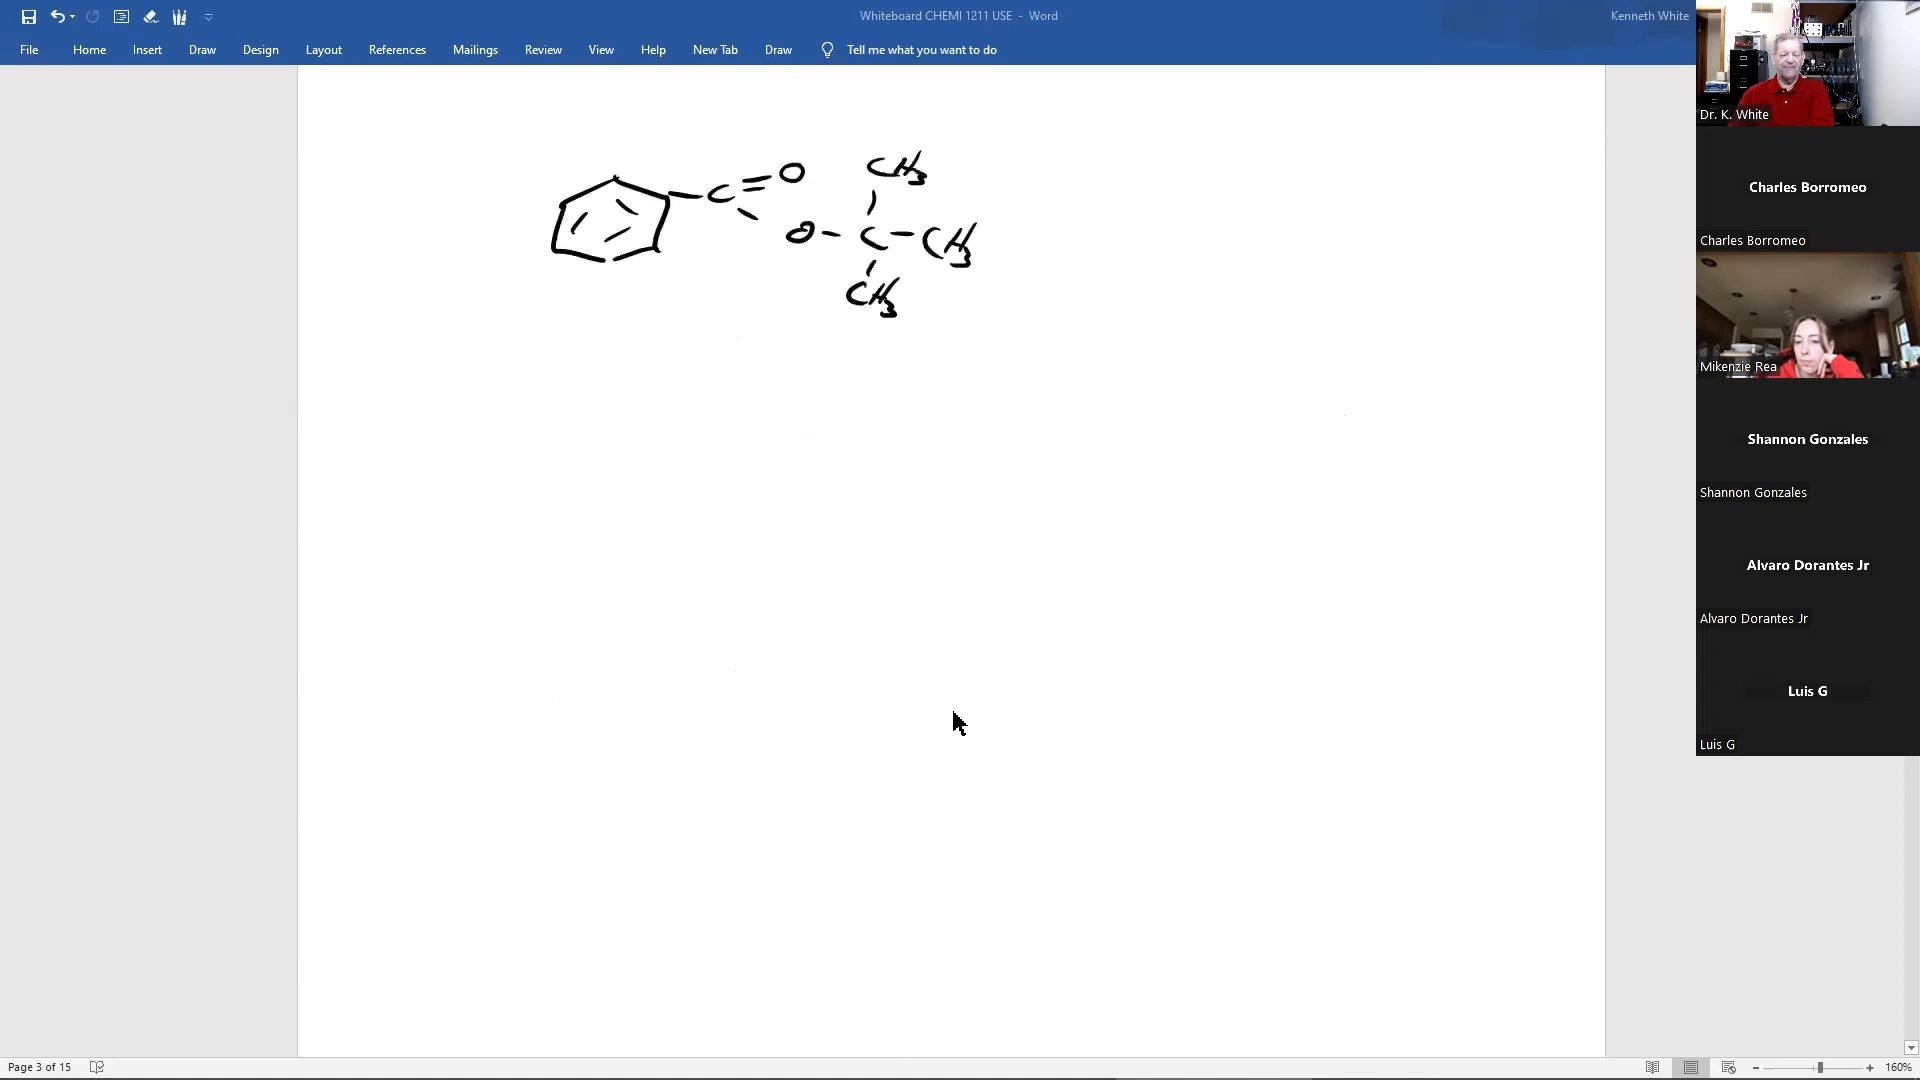 Whiteboard CHEMI 1211 USE - Word
Kenneth White
File Home Insert Draw Design Layout References Mailings Review View Help New Tab Draw Tell me what you want to do
Dr. K. White
Charles Borromeo
Charles Borromeo
Mikenzie Rea
Shannon Gonzales
Shannon Gonzales
Alvaro Dorantes Jr
Alvaro Dorantes Jr
Luis G
Luis G
CH3
C = O
O - C - CH3
CH3
Page 3 of 15
160%